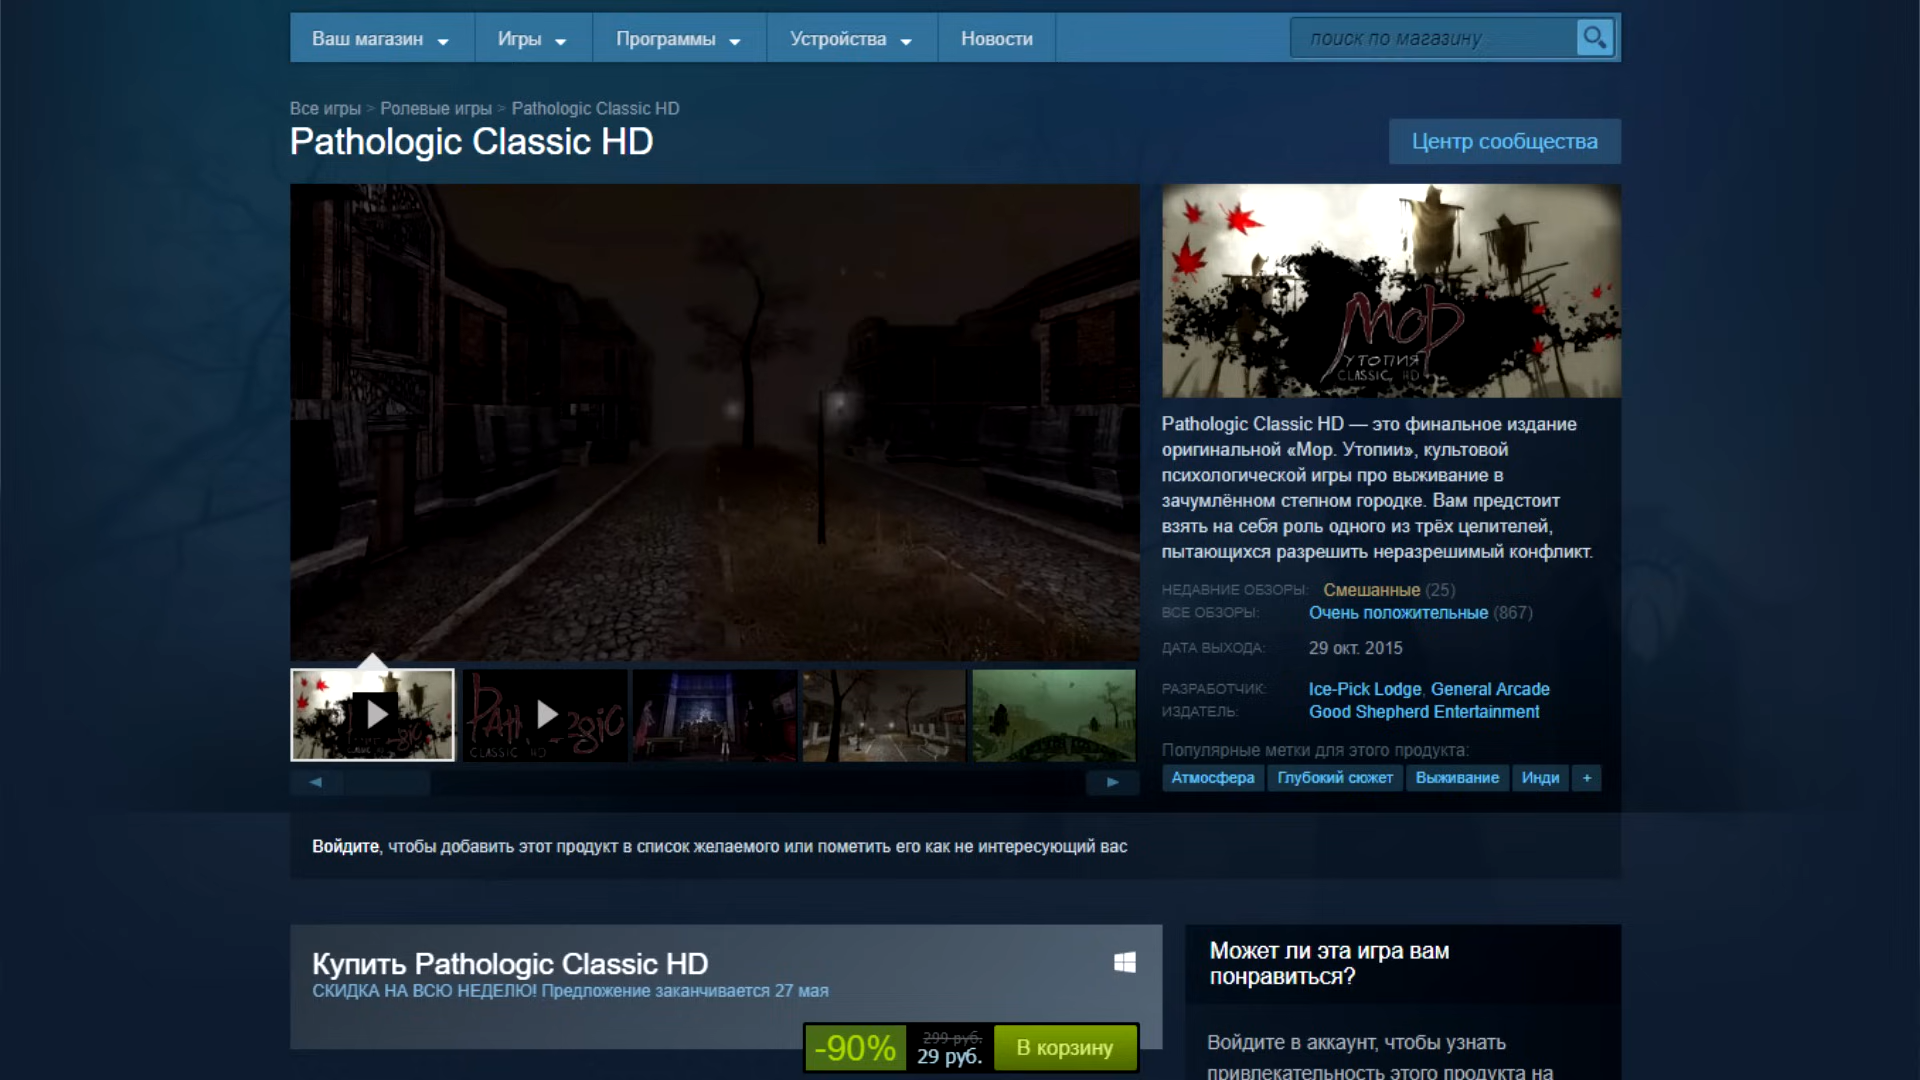 Ваш магазин
Игры
Программы
Устройства
Новости
поиск по магазину
Все игры > Ролевые игры > Pathologic Classic HD
Pathologic Classic HD
Центр сообщества
Мор
УТОПИЯ
CLASSIC HD
Pathologic Classic HD — это финальное издание
оригинальной «Мор. Утопии», культовой
психологической игры про выживание в
зачумлённом степном городке. Вам предстоит
взять на себя роль одного из трёх целителей,
пытающихся разрешить неразрешимый конфликт.
НЕДАВНИЕ ОБЗОРЫ: Смешанные (25)
ВСЕ ОБЗОРЫ: Очень положительные (867)
ДАТА ВЫХОДА: 29 окт. 2015
РАЗРАБОТЧИК: Ice-Pick Lodge, General Arcade
ИЗДАТЕЛЬ: Good Shepherd Entertainment
Популярные метки для этого продукта:
Атмосфера Глубокий сюжет Выживание Инди +
CLASSIC HD
Войдите, чтобы добавить этот продукт в список желаемого или пометить его как не интересующий вас
Купить Pathologic Classic HD
СКИДКА НА ВСЮ НЕДЕЛЮ! Предложение заканчивается 27 мая
-90%
299 руб.
29 руб.
В корзину
Может ли эта игра вам
понравиться?
Войдите в аккаунт, чтобы узнать
привлекательность этого продукта на